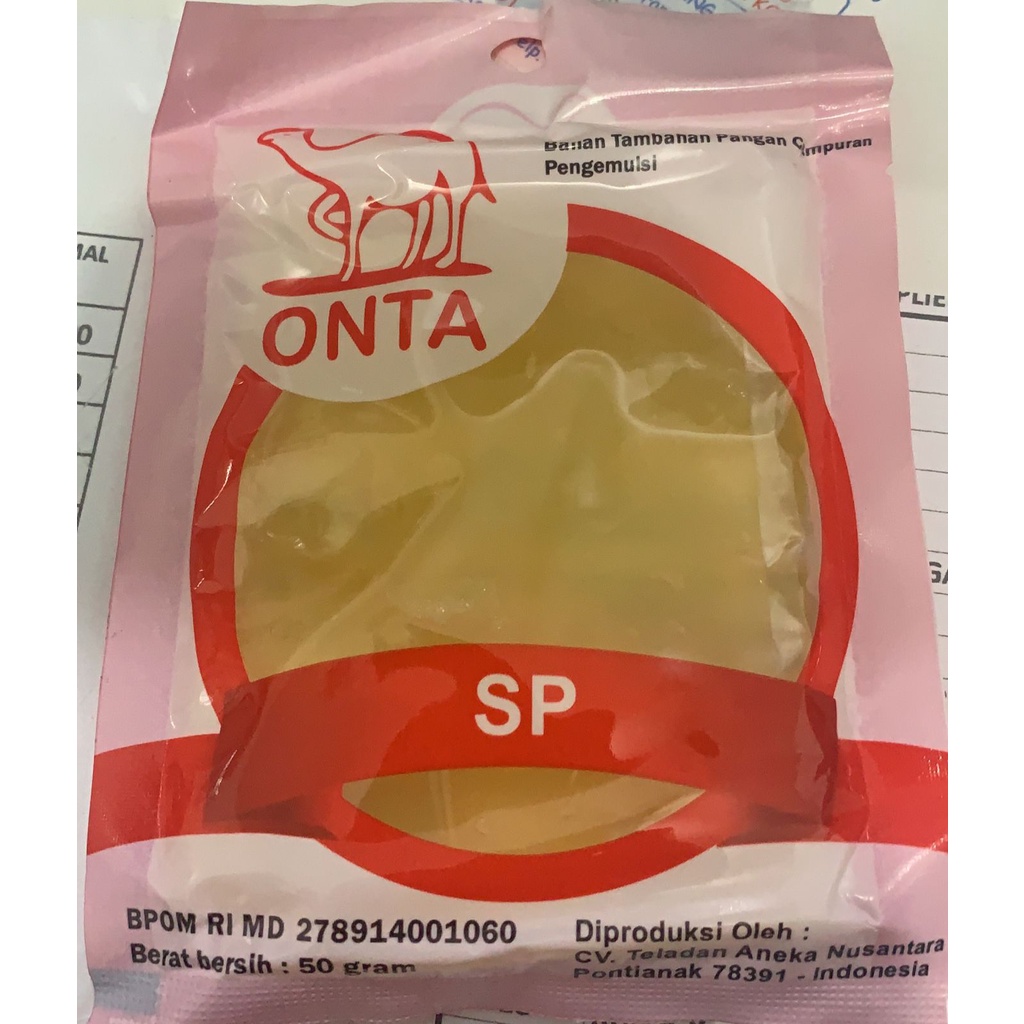 elp.
Bahan Tambahan Pangan Campuran
Pengemulsi
ONTA
SP
BPOM RI MD 278914001060
Berat bersih : 50 gram
Diproduksi Oleh :
CV. Teladan Aneka Nusantara
Pontianak 78391 - Indonesia